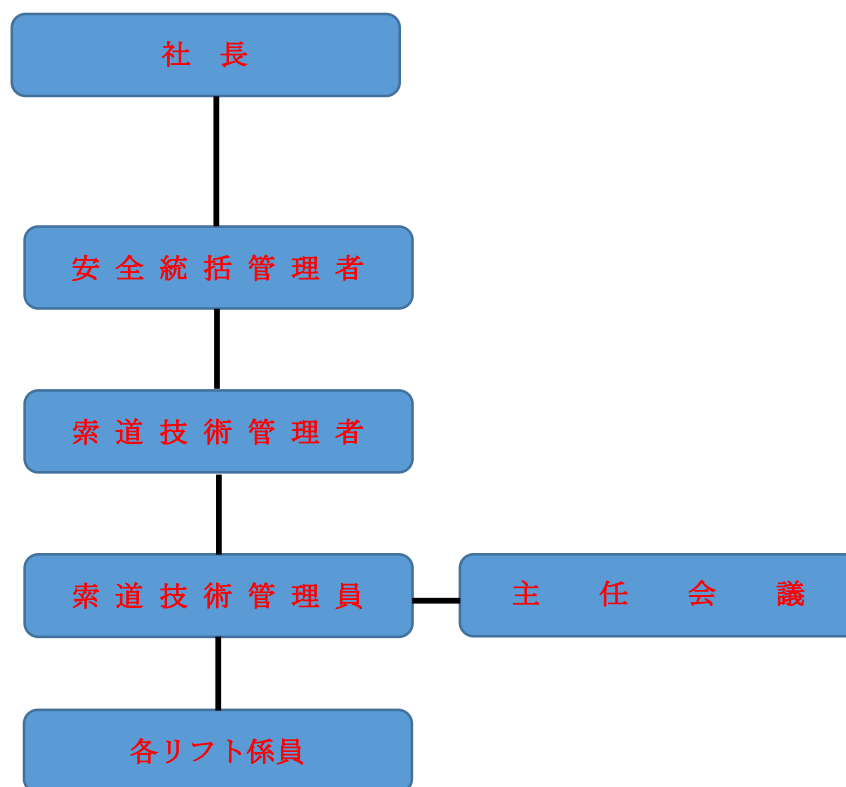 社　長
安 全 統 括 管 理 者
索 道 技 術 管 理 者
索 道 技 術 管 理 員
主　任　会　議
各リフト係員